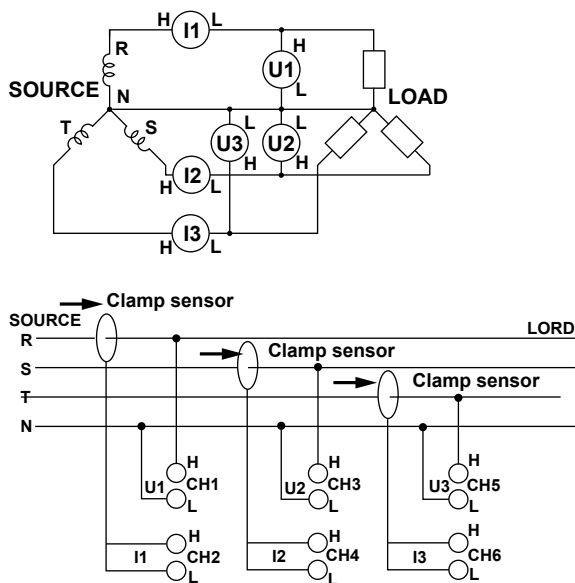 H I1 L
R H
U1
SOURCE N L LOAD
T S L L
U3 U2
H H
H I2 L
H I3 L
Clamp sensor
SOURCE LORD
R
Clamp sensor
S
Clamp sensor
T
N
H H H
U1 CH1 U2 CH3 U3 CH5
L L L
H H H
I1 CH2 I2 CH4 I3 CH6
L L L